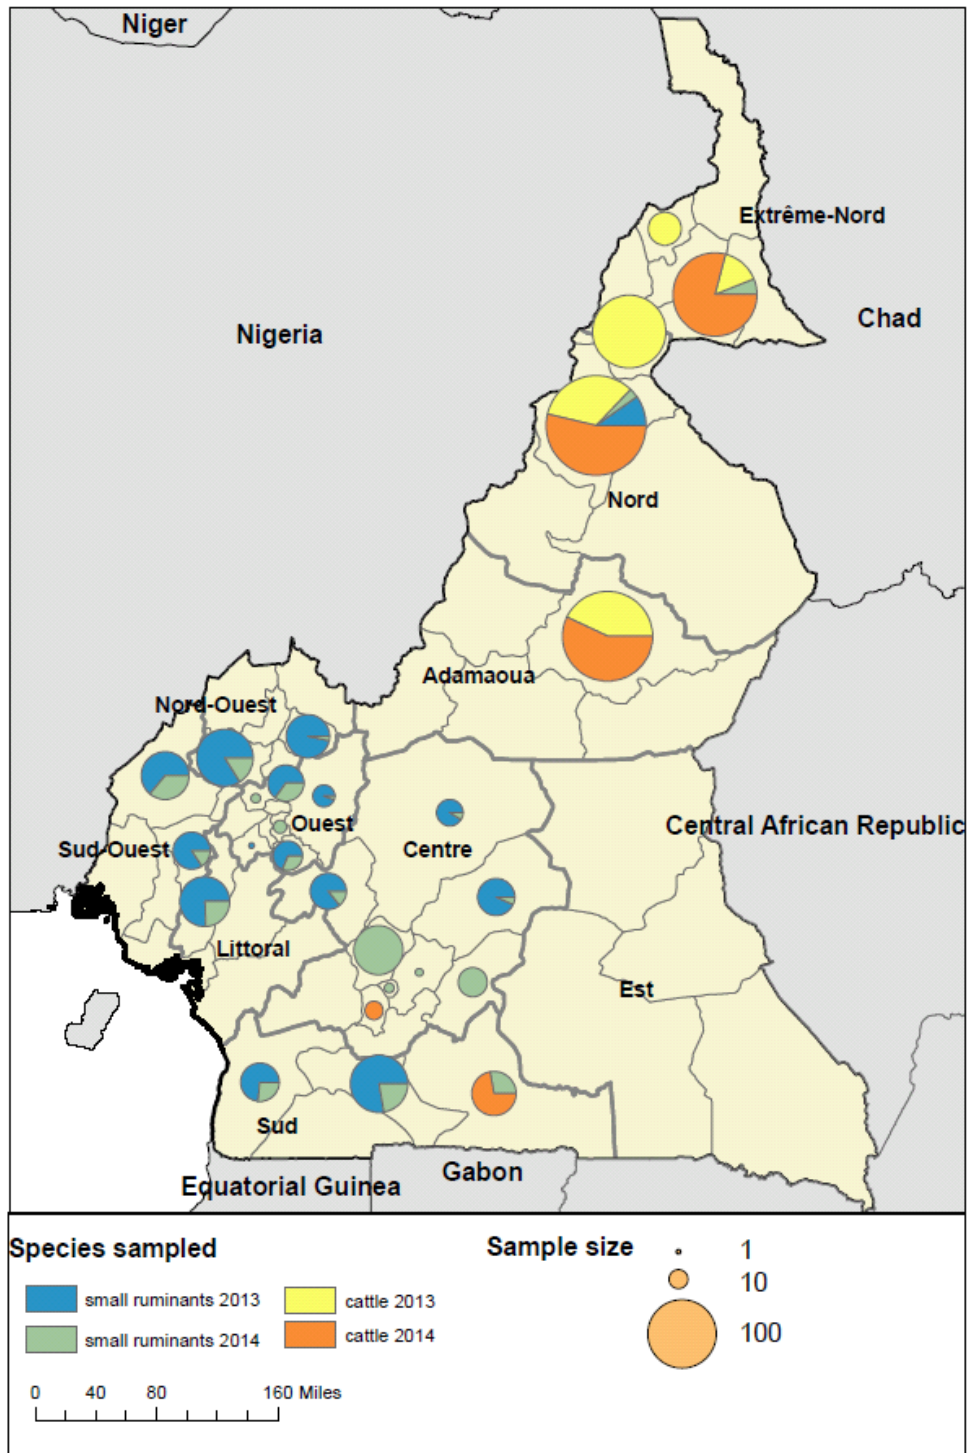 Niger
Extrême-Nord
Chad
Nigeria
Nord
Adamaoua
Nord-Ouest
Ouest
Central African Republic
Sud-Ouest
Centre
Littoral
Est
Sud
Gabon
Equatorial Guinea
Species sampled
small ruminants 2013
small ruminants 2014
cattle 2013
cattle 2014
Sample size
1
10
100
0 40 80 160 Miles